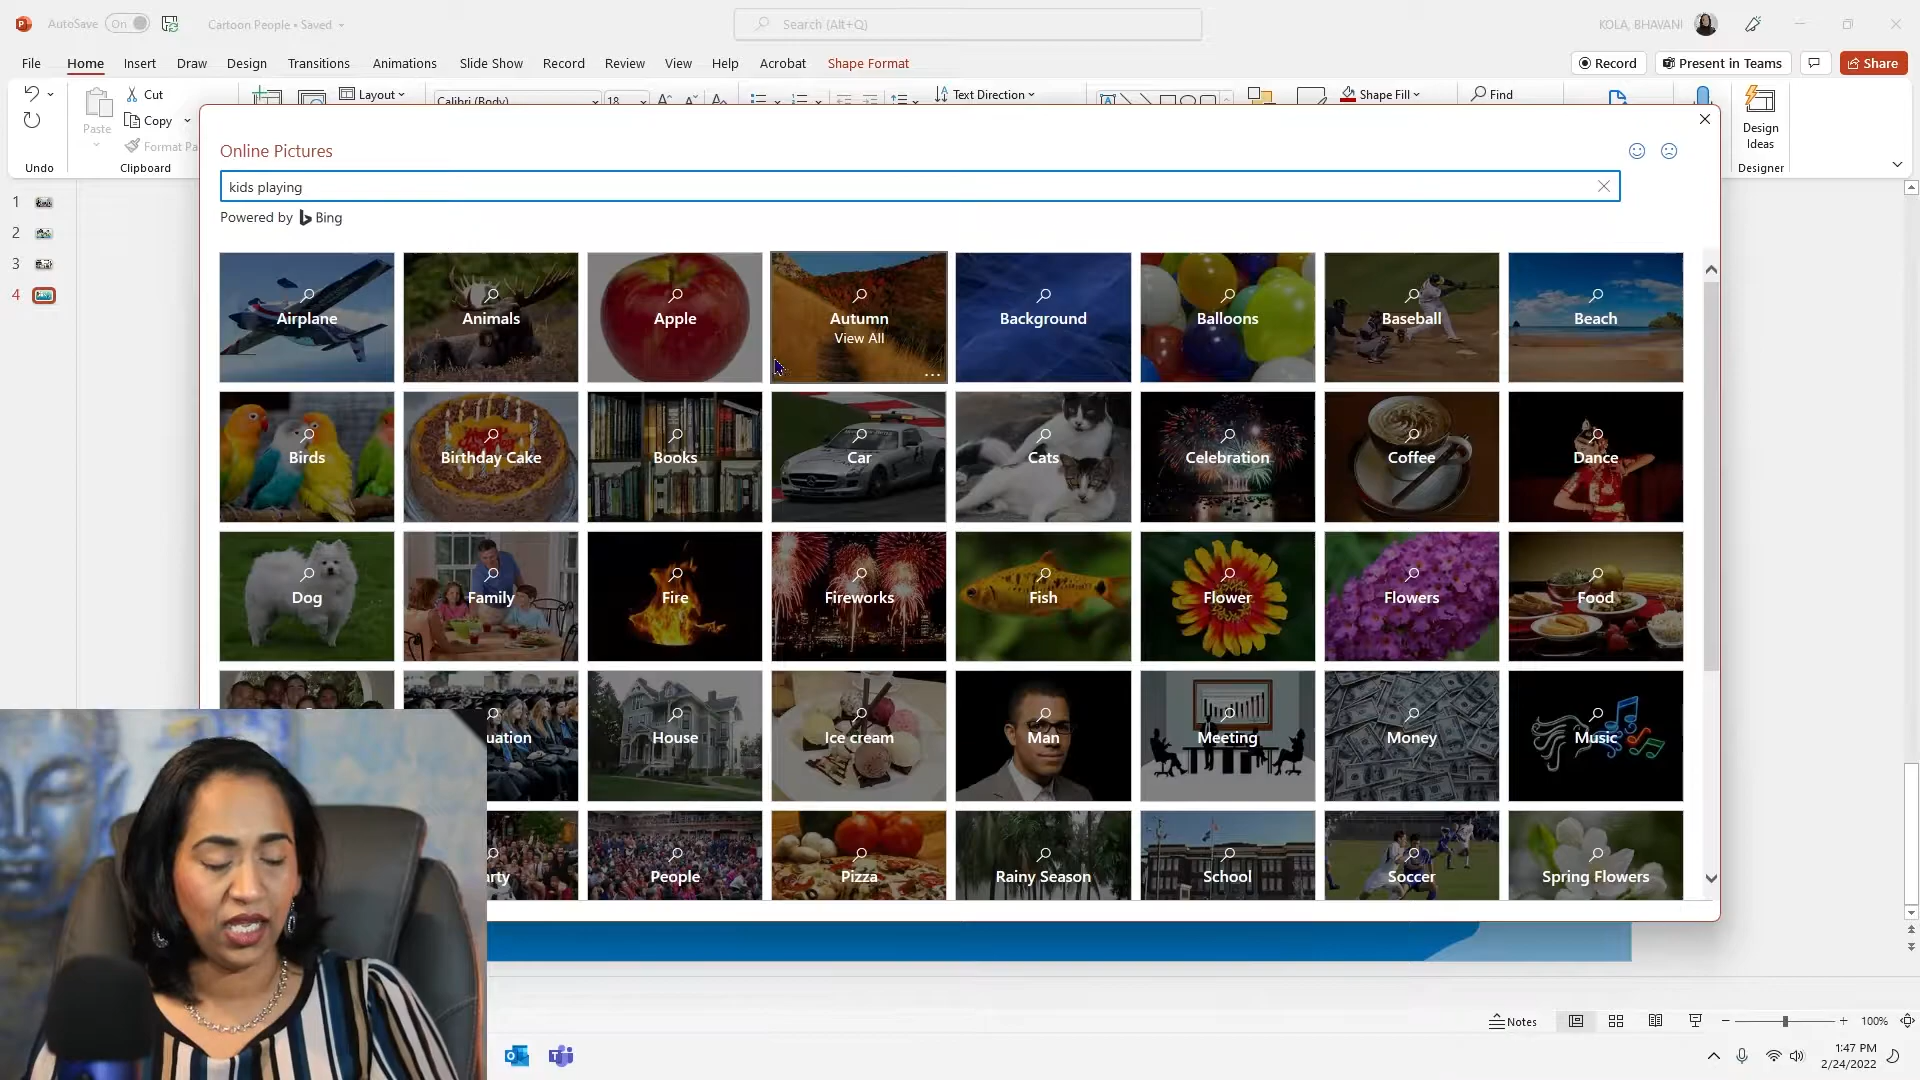 AutoSave On Cartoon People • Saved Search (Alt+Q) KOLA, BHAVANI
File Home Insert Draw Design Transitions Animations Slide Show Record Review View Help Acrobat Shape Format Record Present in Teams Share
Cut Layout Calibri (Body) 18 Text Direction Shape Fill Find
Paste Copy Design Ideas
Format Pa
Undo Clipboard Designer
Online Pictures
kids playing
Powered by Bing
1
2
3
4
Airplane Animals Apple Autumn Background Balloons Baseball Beach
View All
Birds Birthday Cake Books Car Cats Celebration Coffee Dance
Dog Family Fire Fireworks Fish Flower Flowers Food
uation House Ice cream Man Meeting Money Music
rty People Pizza Rainy Season School Soccer Spring Flowers
Notes 100%
1:47 PM
2/24/2022